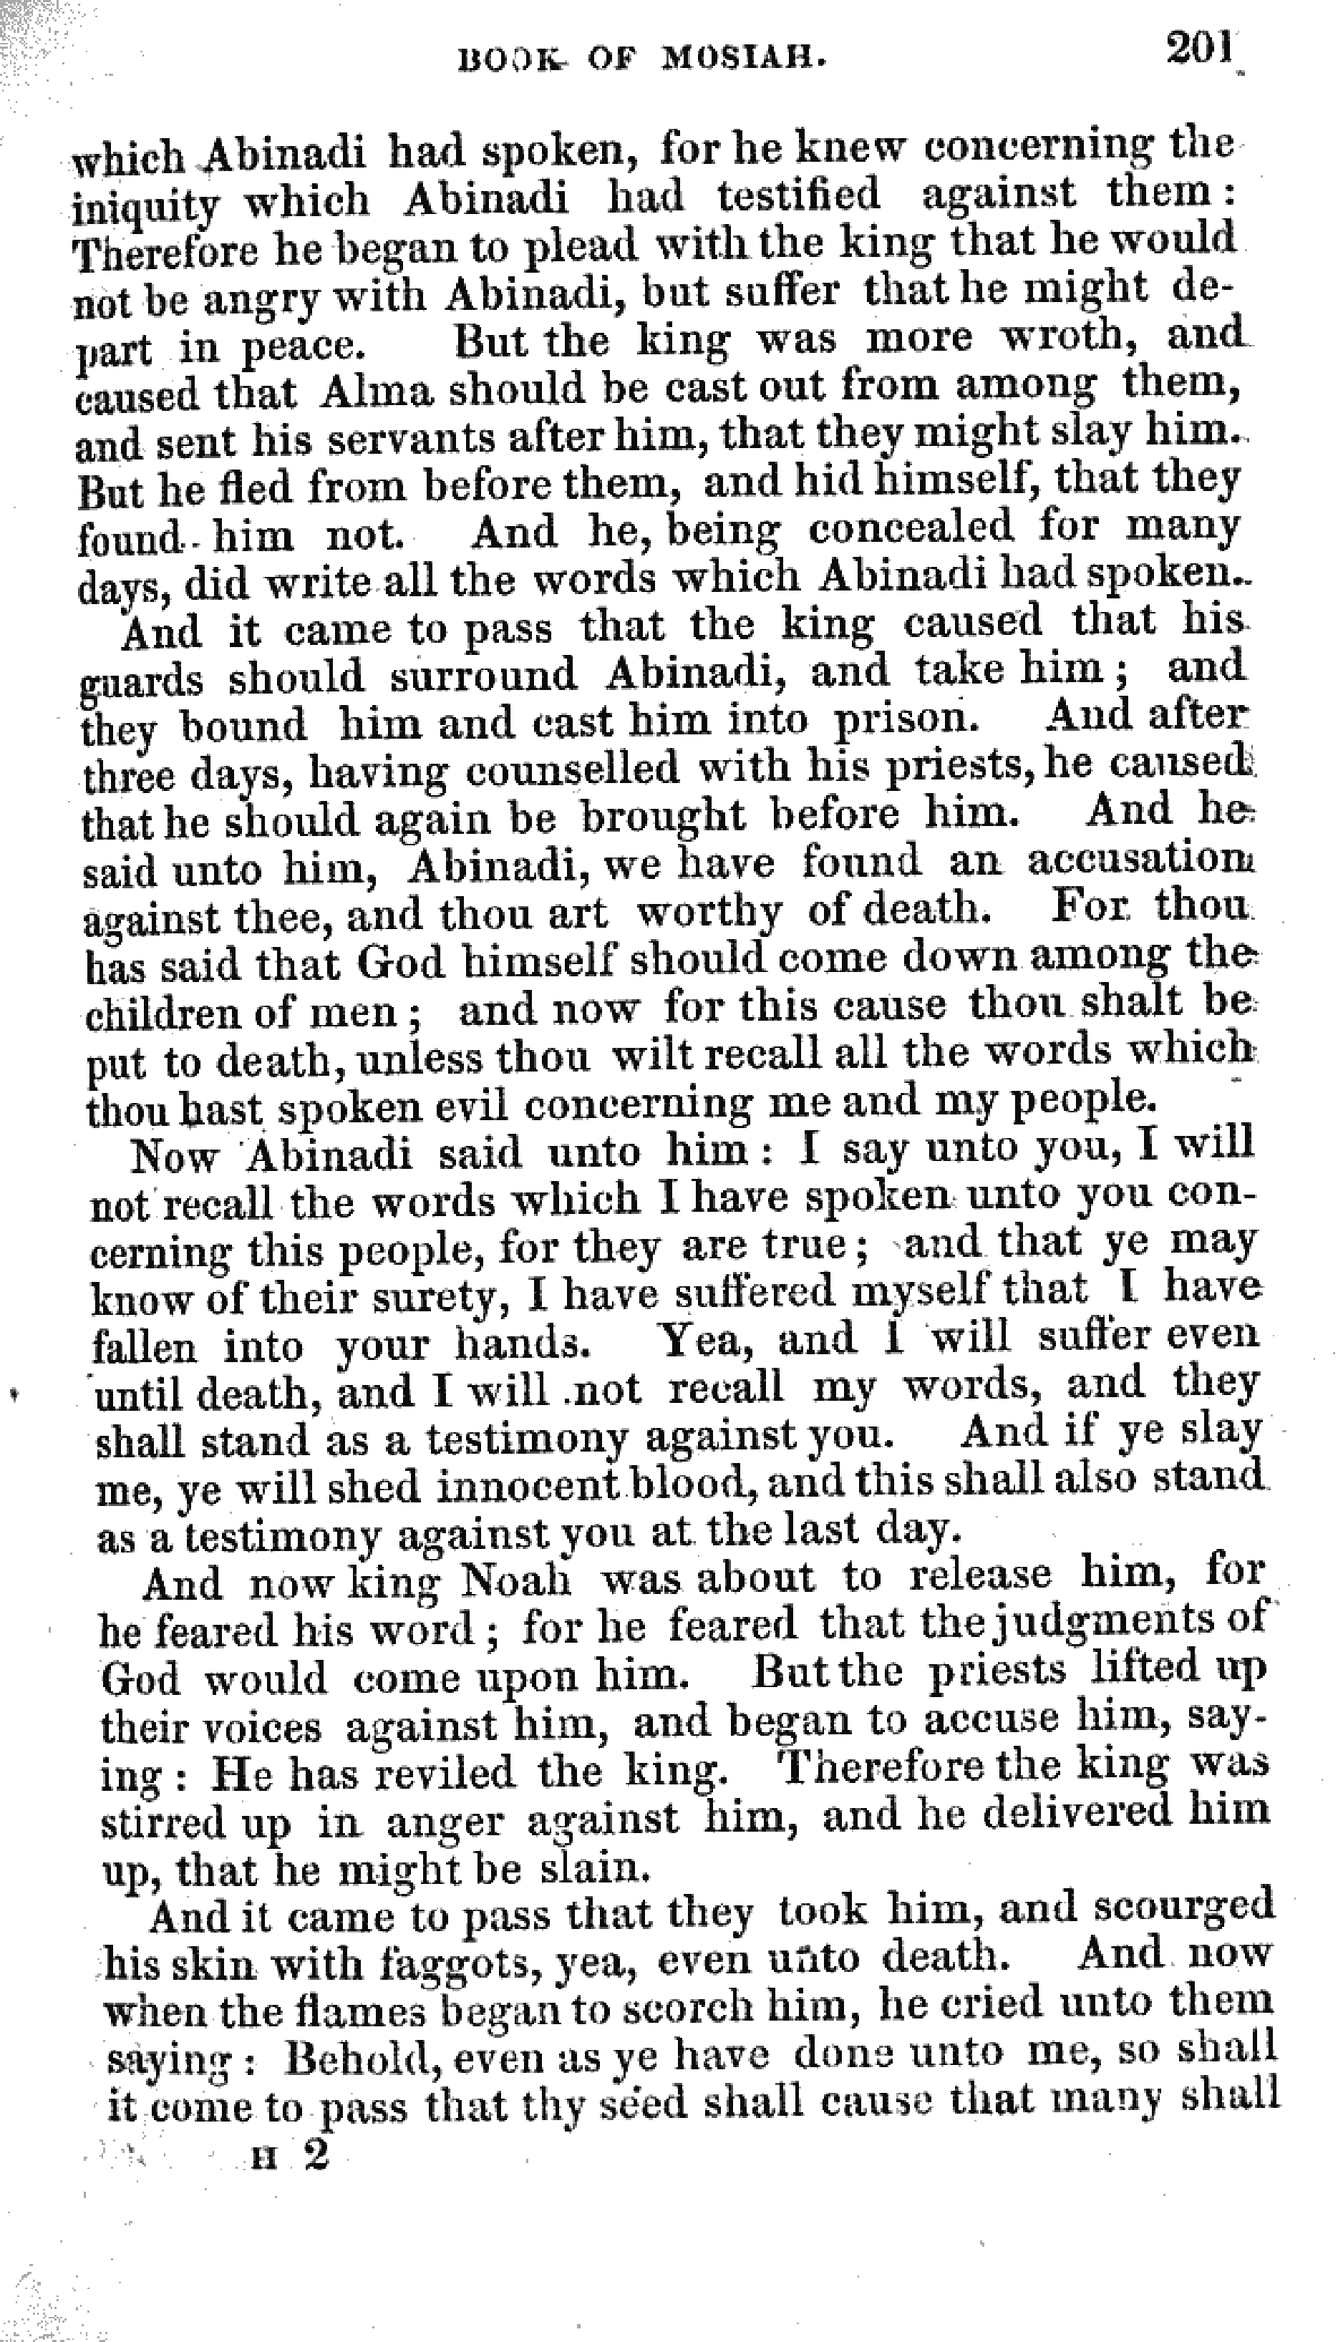 BOOK OF MOSIAH. 201
which Abinadi had spoken, for he knew concerning the
iniquity which Abinadi had testified against them:
Therefore he began to plead with the king that he would
not be angry with Abinadi, but suffer that he might de-
part in peace. But the king was more wroth, and
caused that Alma should be cast out from among them,
and sent his servants after him, that they might slay him.
But he fled from before them, and hid himself, that they
found him not. And he, being concealed for many
days, did write all the words which Abinadi had spoken.
And it came to pass that the king caused that his
guards should surround Abinadi, and take him; and
they bound him and cast him into prison. And after
three days, having counselled with his priests, he caused
that he should again be brought before him. And he
said unto him, Abinadi, we have found an accusation
against thee, and thou art worthy of death. For thou
has said that God himself should come down among the
children of men; and now for this cause thou shalt be
put to death, unless thou wilt recall all the words which
thou hast spoken evil concerning me and my people.
Now Abinadi said unto him: I say unto you, I will
not recall the words which I have spoken unto you con-
cerning this people, for they are true; and that ye may
know of their surety, I have suffered myself that I have
fallen into your hands. Yea, and I will suffer even
until death, and I will not recall my words, and they
shall stand as a testimony against you. And if ye slay
me, ye will shed innocent blood, and this shall also stand
as a testimony against you at the last day.
And now king Noah was about to release him, for
he feared his word; for he feared that the judgments of
God would come upon him. But the priests lifted up
their voices against him, and began to accuse him, say-
ing: He has reviled the king. Therefore the king was
stirred up in anger against him, and he delivered him
up, that he might be slain.
And it came to pass that they took him, and scourged
his skin with faggots, yea, even unto death. And now
when the flames began to scorch him, he cried unto them
saying: Behold, even as ye have done unto me, so shall
it come to pass that thy seed shall cause that many shall
H 2